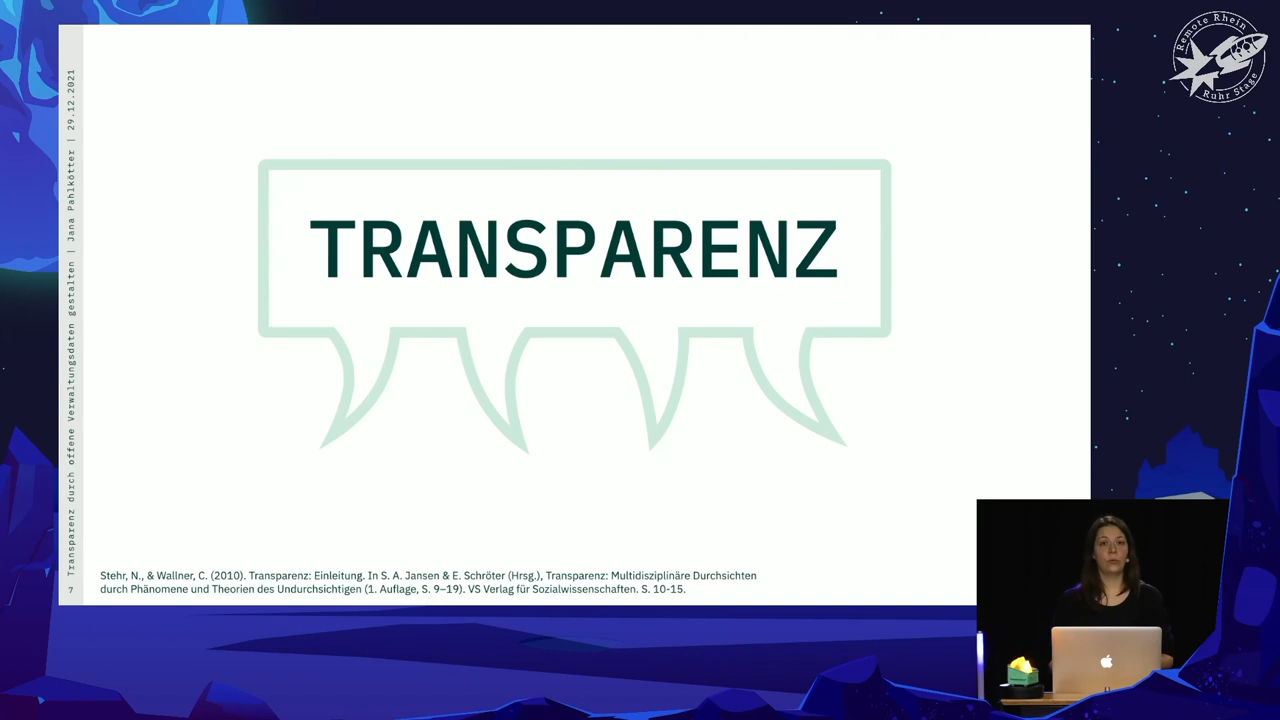 Remote Rhein
Ruhr Stage
TRANSPARENZ
Transparenz durch offene Verwaltungsdaten gestalten | Jana Pahlkötter | 29.12.2021
7
Stehr, N., & Wallner, C. (2010). Transparenz: Einleitung. In S. A. Jansen & E. Schröter (Hrsg.), Transparenz: Multidisziplinäre Durchsichten
durch Phänomene und Theorien des Undurchsichtigen (1. Auflage, S. 9–19). VS Verlag für Sozialwissenschaften. S. 10-15.